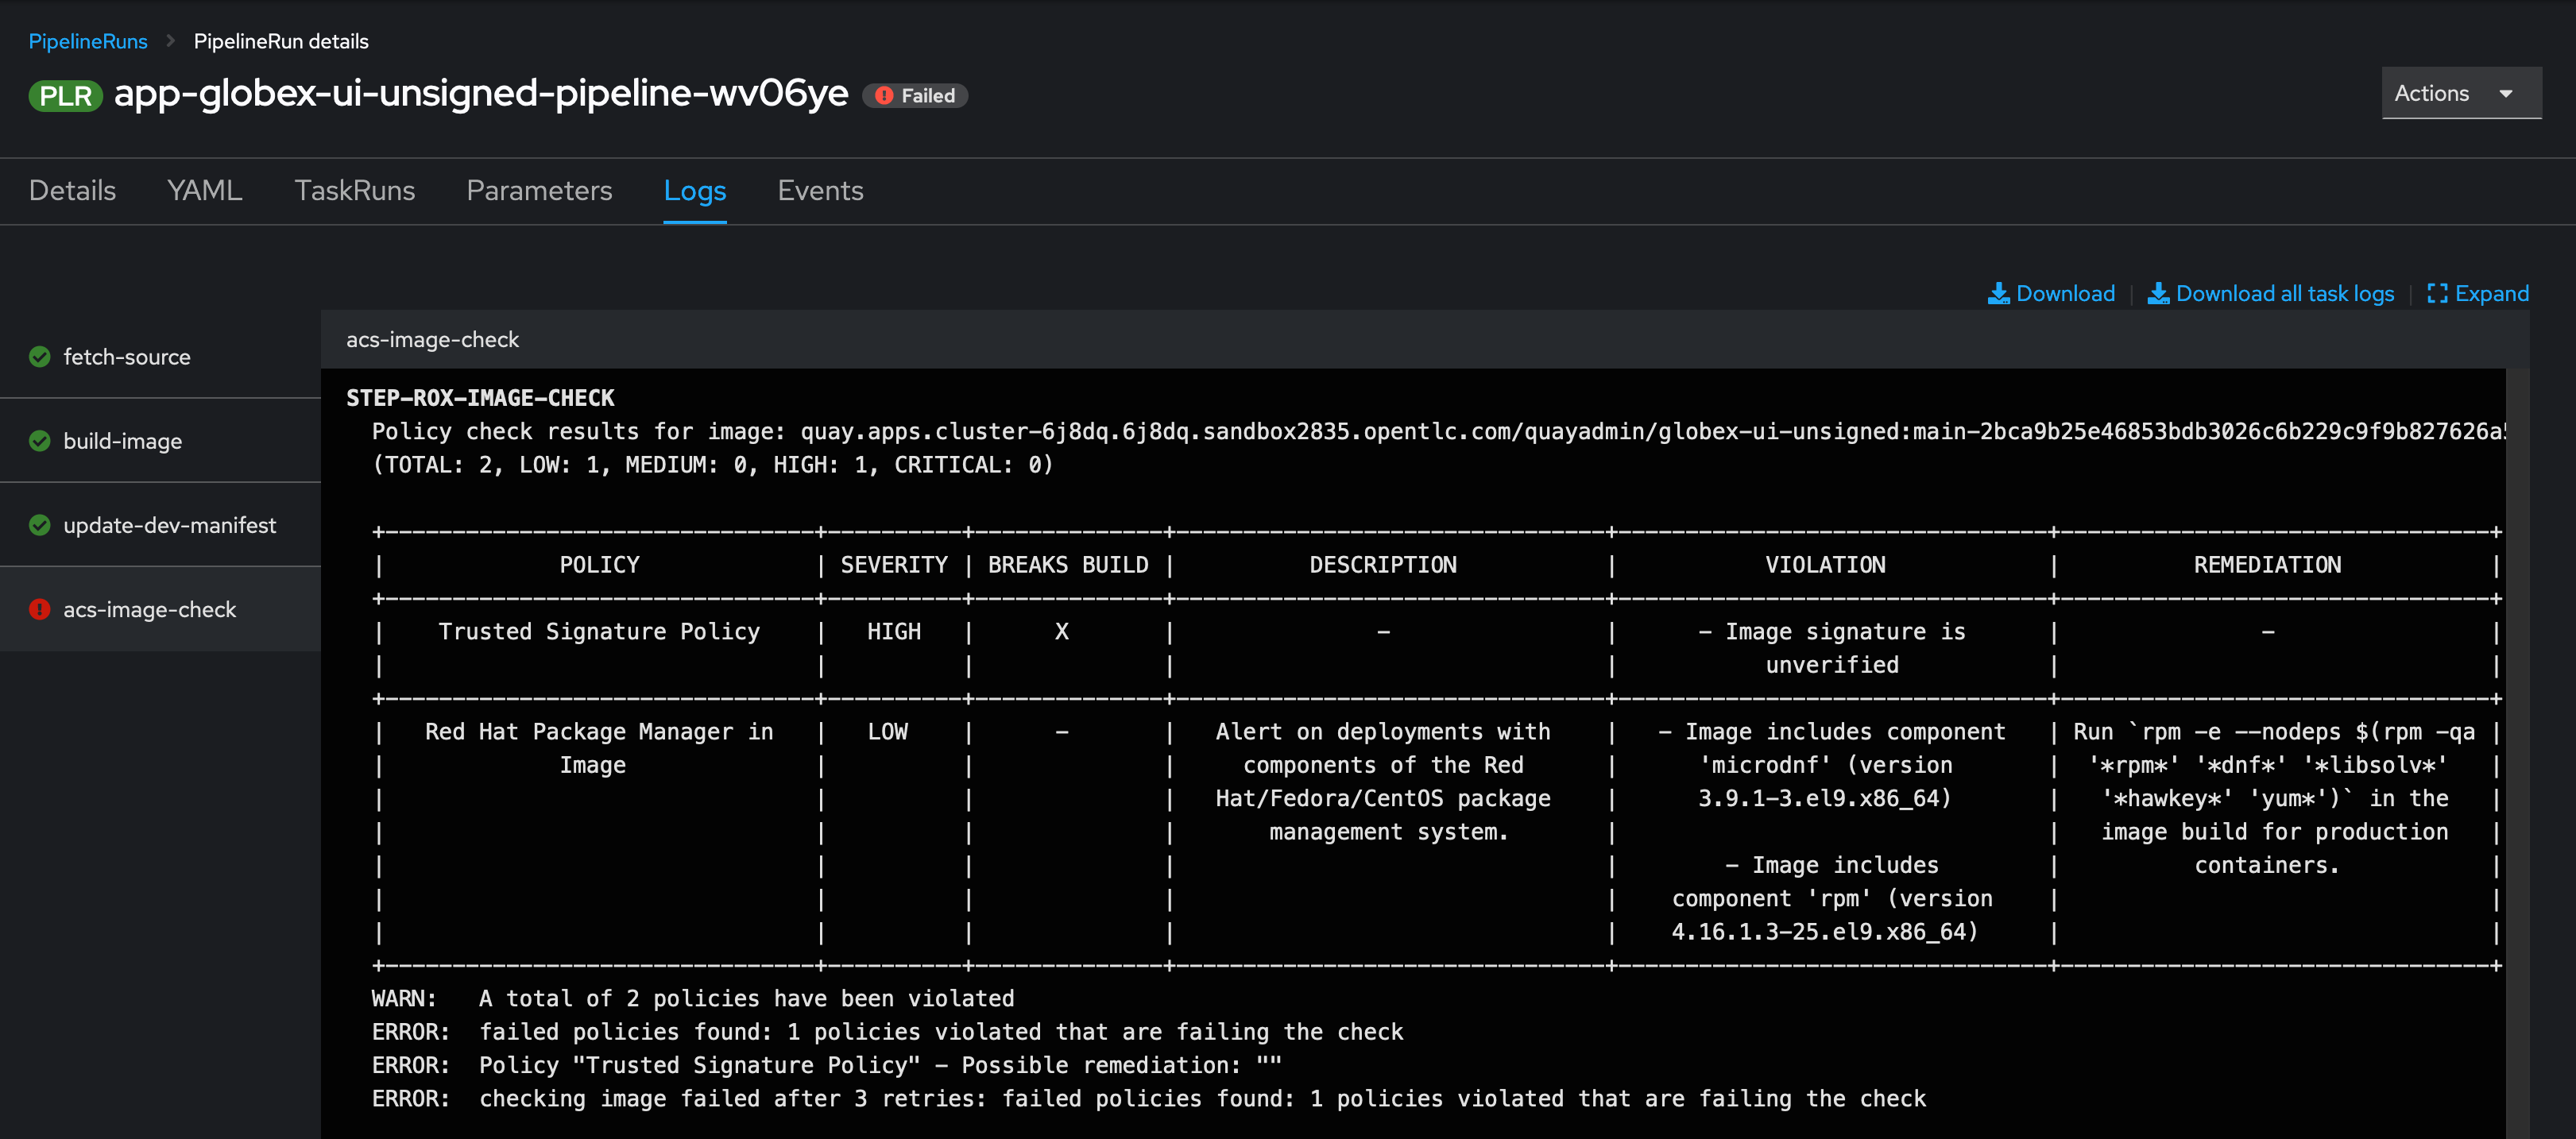 PipelineRuns > PipelineRun details
PLR app-globex-ui-unsigned-pipeline-wv06ye Failed
Actions
Details YAML TaskRuns Parameters Logs Events
Download | Download all task logs | Expand
fetch-source
build-image
update-dev-manifest
acs-image-check
acs-image-check
STEP-ROX-IMAGE-CHECK
Policy check results for image: quay.apps.cluster-6j8dq.6j8dq.sandbox2835.opentlc.com/quayadmin/globex-ui-unsigned:main-2bca9b25e46853bdb3026c6b229c9f9b827626a5
(TOTAL: 2, LOW: 1, MEDIUM: 0, HIGH: 1, CRITICAL: 0)
+--------------------------------+----------+--------------+--------------------------------+--------------------------------+--------------------------------+
| POLICY | SEVERITY | BREAKS BUILD | DESCRIPTION | VIOLATION | REMEDIATION |
+--------------------------------+----------+--------------+--------------------------------+--------------------------------+--------------------------------+
| Trusted Signature Policy | HIGH | X | - | - Image signature is | - |
| | | | | unverified | |
+--------------------------------+----------+--------------+--------------------------------+--------------------------------+--------------------------------+
| Red Hat Package Manager in | LOW | - | Alert on deployments with | - Image includes component | Run `rpm -e --nodeps $(rpm -qa |
| Image | | | components of the Red | 'microdnf' (version | '*rpm*' '*dnf*' '*libsolv*' |
| | | | Hat/Fedora/CentOS package | 3.9.1-3.el9.x86_64) | '*hawkey*' 'yum*')` in the |
| | | | management system. | | image build for production |
| | | | | - Image includes | containers. |
| | | | | component 'rpm' (version | |
| | | | | 4.16.1.3-25.el9.x86_64) | |
+--------------------------------+----------+--------------+--------------------------------+--------------------------------+--------------------------------+
WARN: A total of 2 policies have been violated
ERROR: failed policies found: 1 policies violated that are failing the check
ERROR: Policy "Trusted Signature Policy" - Possible remediation: ""
ERROR: checking image failed after 3 retries: failed policies found: 1 policies violated that are failing the check